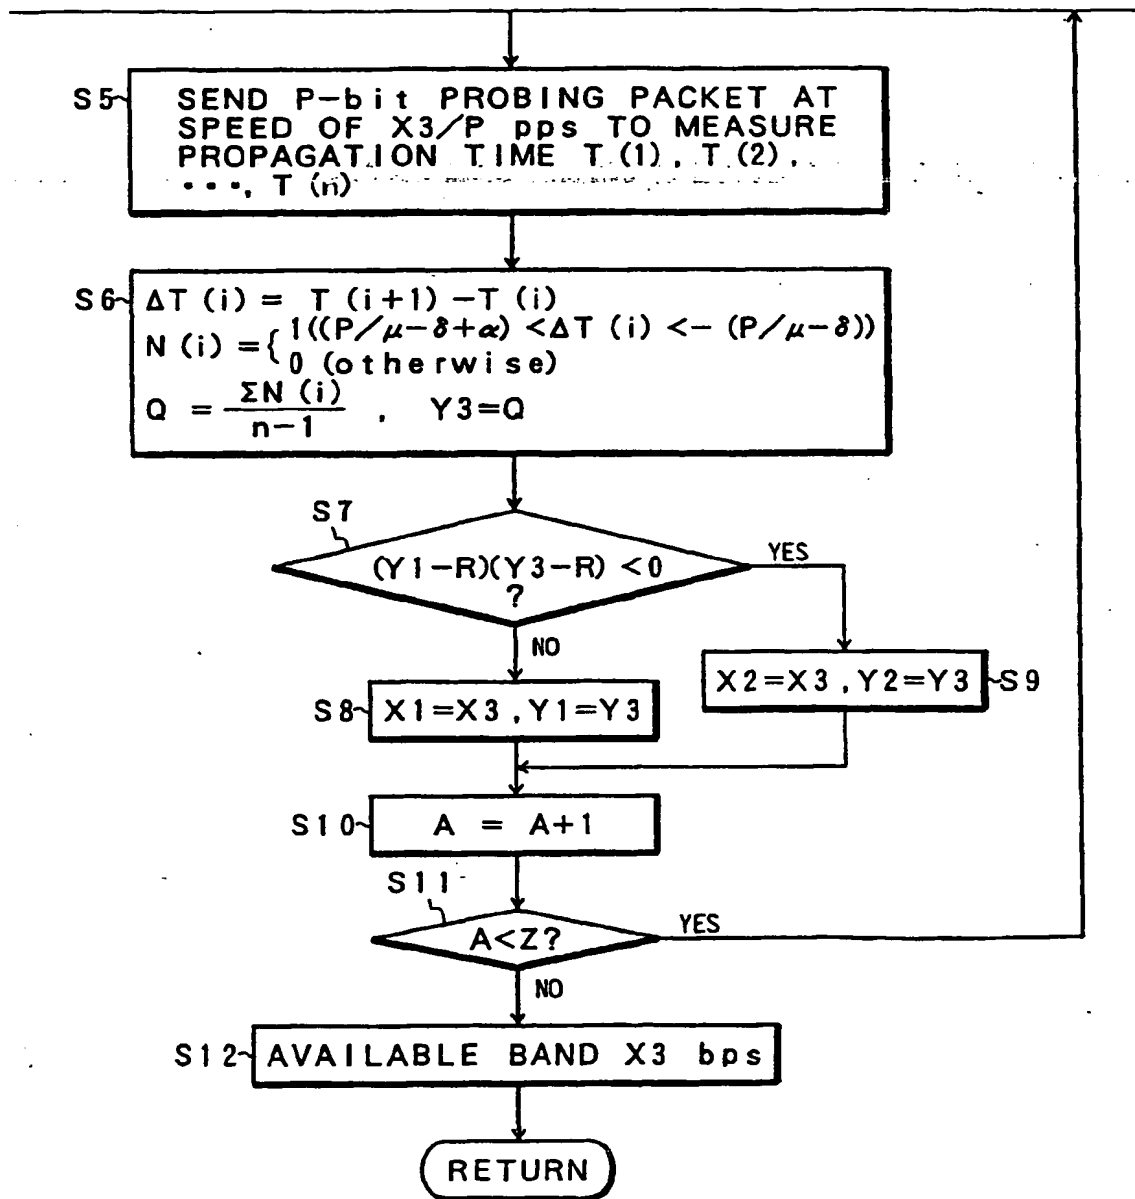 S5
SEND P-bit PROBING PACKET AT
SPEED OF X3/P pps TO MEASURE
PROPAGATION TIME T(1), T(2),
•••, T(n)
S6
ΔT(i) = T(i+1)-T(i)
N(i) = { 1((P/μ-δ+α) <ΔT(i) <-(P/μ-δ))
0 (otherwise)
Q = ΣN(i) / n-1 , Y3=Q
S7
(Y1-R)(Y3-R) <0
?
YES
NO
X2=X3, Y2=Y3
S9
S8
X1=X3, Y1=Y3
S10
A = A+1
S11
A<Z?
YES
NO
S12
AVAILABLE BAND X3 bps
RETURN